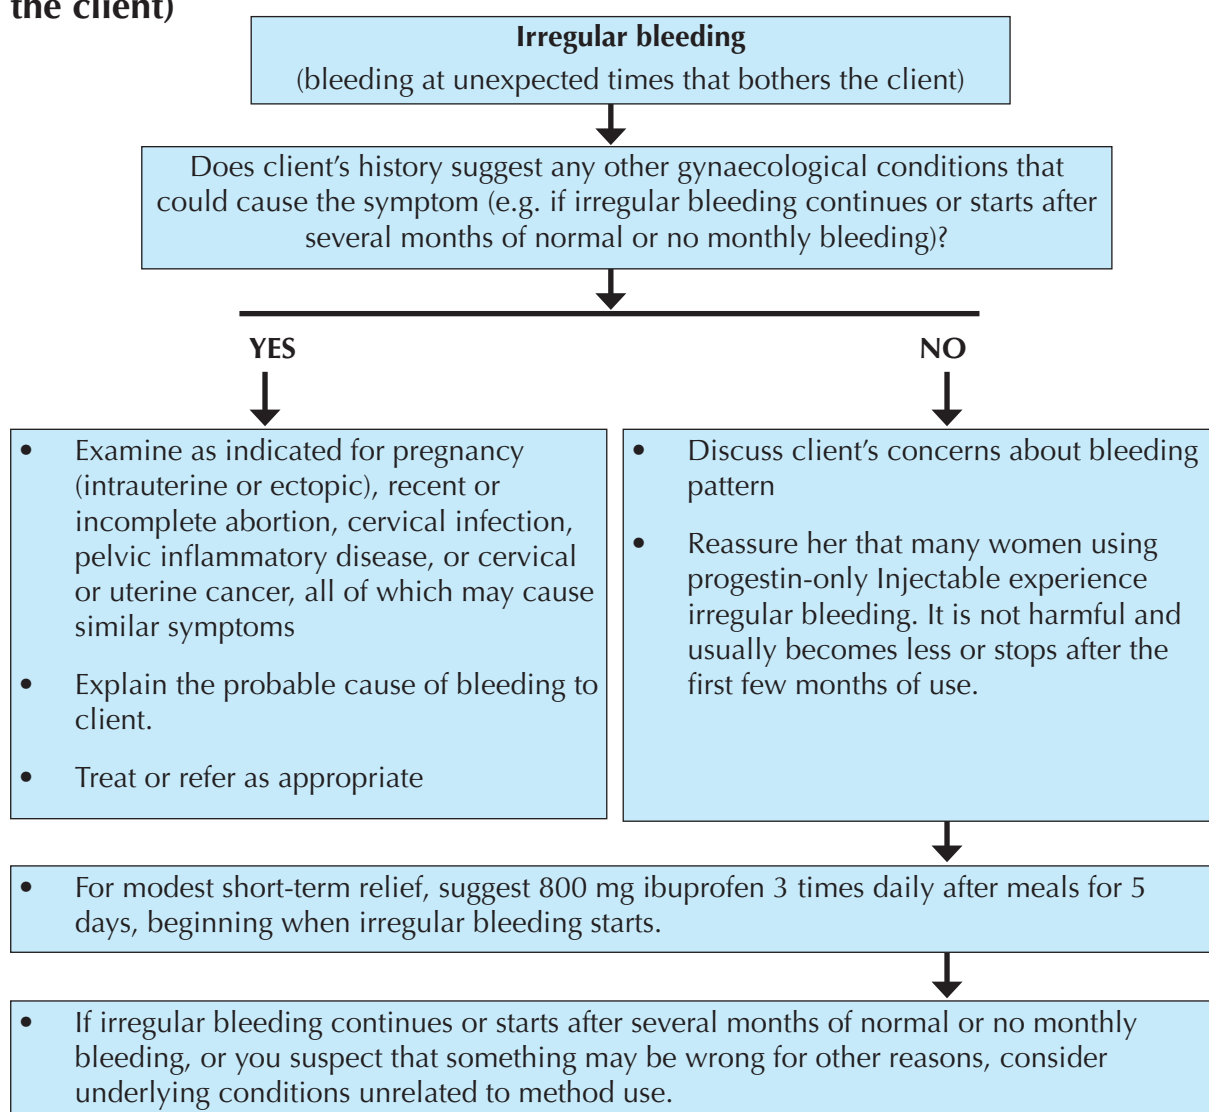 the client)
Irregular bleeding
(bleeding at unexpected times that bothers the client)
Does client’s history suggest any other gynaecological conditions that
could cause the symptom (e.g. if irregular bleeding continues or starts after
several months of normal or no monthly bleeding)?
YES
NO
• Examine as indicated for pregnancy
(intrauterine or ectopic), recent or
incomplete abortion, cervical infection,
pelvic inflammatory disease, or cervical
or uterine cancer, all of which may cause
similar symptoms
• Explain the probable cause of bleeding to
client.
• Treat or refer as appropriate
• Discuss client’s concerns about bleeding
pattern
• Reassure her that many women using
progestin-only Injectable experience
irregular bleeding. It is not harmful and
usually becomes less or stops after the
first few months of use.
• For modest short-term relief, suggest 800 mg ibuprofen 3 times daily after meals for 5
days, beginning when irregular bleeding starts.
• If irregular bleeding continues or starts after several months of normal or no monthly
bleeding, or you suspect that something may be wrong for other reasons, consider
underlying conditions unrelated to method use.